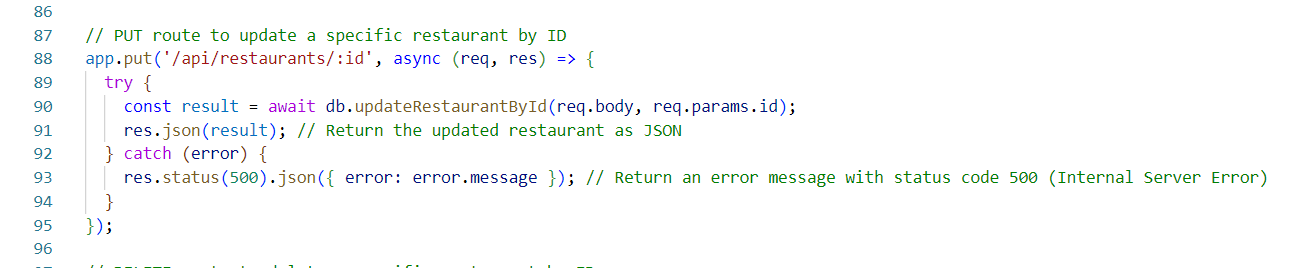 86
87 // PUT route to update a specific restaurant by ID
88 app.put('/api/restaurants/:id', async (req, res) => {
89 try {
90 const result = await db.updateRestaurantById(req.body, req.params.id);
91 res.json(result); // Return the updated restaurant as JSON
92 } catch (error) {
93 res.status(500).json({ error: error.message }); // Return an error message with status code 500 (Internal Server Error)
94 }
95 });
96